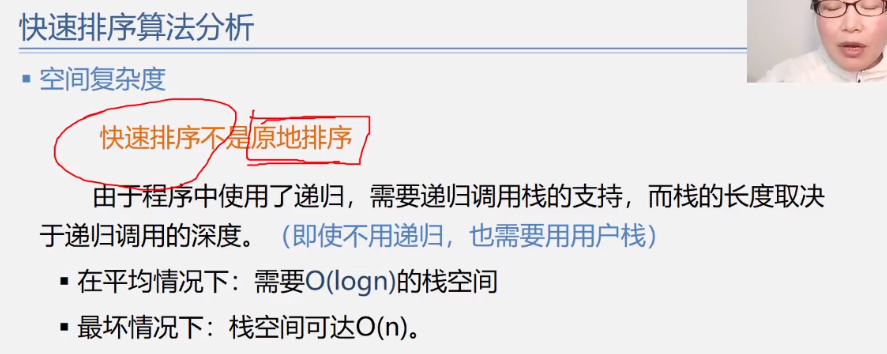 快速排序算法分析
▪ 空间复杂度
快速排序不是原地排序
由于程序中使用了递归，需要递归调用栈的支持，而栈的长度取决
于递归调用的深度。（即使不用递归，也需要用用户栈）
▪ 在平均情况下：需要O(logn)的栈空间
▪ 最坏情况下：栈空间可达O(n)。